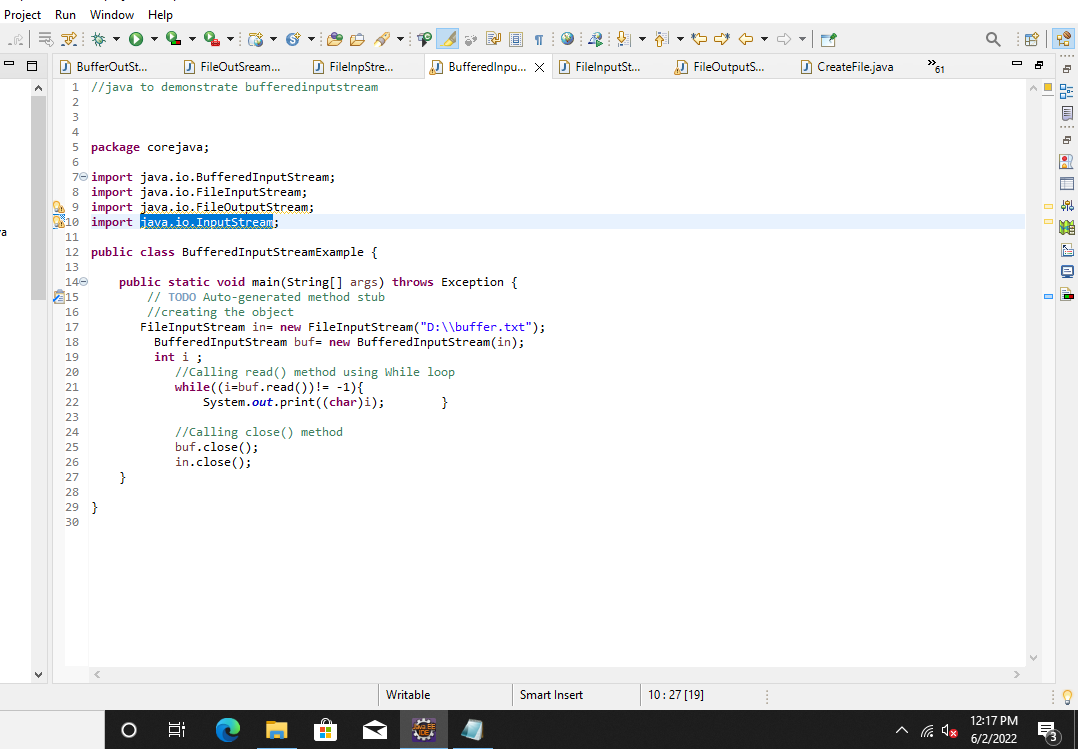 Project Run Window Help
BufferOutSt... FileOutSream... FileInpStre... BufferedInpu... FileInputSt... FileOutputS... CreateFile.java »61
1 //java to demonstrate bufferedinputstream
2
3
4
5 package corejava;
6
7 import java.io.BufferedInputStream;
8 import java.io.FileInputStream;
9 import java.io.FileOutputStream;
10 import java.io.InputStream;
11
12 public class BufferedInputStreamExample {
13
14 public static void main(String[] args) throws Exception {
15 // TODO Auto-generated method stub
16 //creating the object
17 FileInputStream in= new FileInputStream("D:\\buffer.txt");
18 BufferedInputStream buf= new BufferedInputStream(in);
19 int i ;
20 //Calling read() method using While loop
21 while((i=buf.read())!= -1){
22 System.out.print((char)i); }
23
24 //Calling close() method
25 buf.close();
26 in.close();
27 }
28
29 }
30
Writable Smart Insert 10 : 27 [19]
JAVA EE IDE
12:17 PM
6/2/2022
3